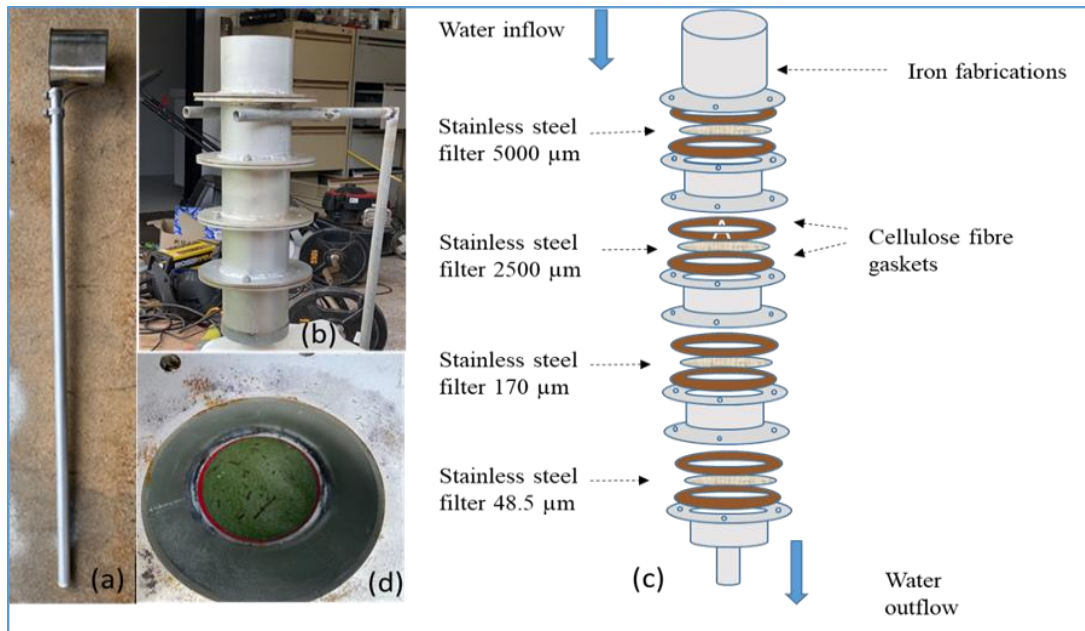 Water inflow
Iron fabrications
Stainless steel
filter 5000 µm
Stainless steel
filter 2500 µm
Cellulose fibre
gaskets
Stainless steel
filter 170 µm
Stainless steel
filter 48.5 µm
Water
outflow
(a)
(b)
(c)
(d)